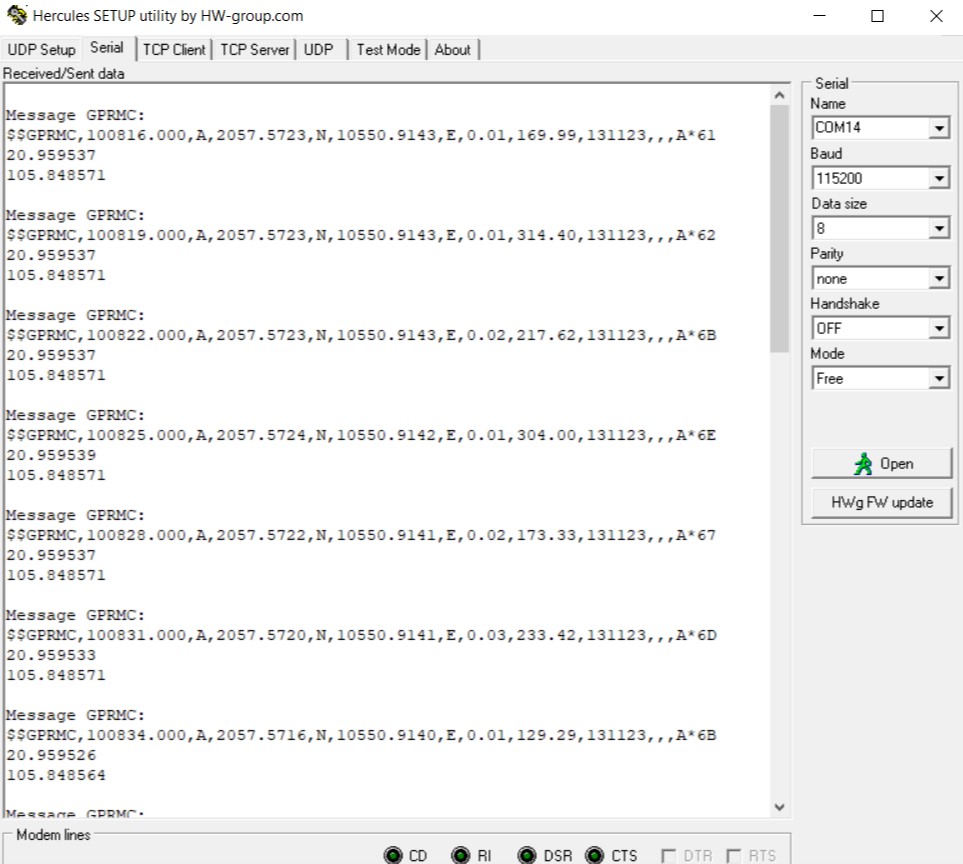 Hercules SETUP utility by HW-group.com
UDP Setup Serial TCP Client TCP Server UDP Test Mode About
Received/Sent data
Message GPRMC:
$$GPRMC,100816.000,A,2057.5723,N,10550.9143,E,0.01,169.99,131123,,,A*61
20.959537
105.848571
Message GPRMC:
$$GPRMC,100819.000,A,2057.5723,N,10550.9143,E,0.01,314.40,131123,,,A*62
20.959537
105.848571
Message GPRMC:
$$GPRMC,100822.000,A,2057.5723,N,10550.9143,E,0.02,217.62,131123,,,A*6B
20.959537
105.848571
Message GPRMC:
$$GPRMC,100825.000,A,2057.5724,N,10550.9142,E,0.01,304.00,131123,,,A*6E
20.959539
105.848571
Message GPRMC:
$$GPRMC,100828.000,A,2057.5722,N,10550.9141,E,0.02,173.33,131123,,,A*67
20.959537
105.848571
Message GPRMC:
$$GPRMC,100831.000,A,2057.5720,N,10550.9141,E,0.03,233.42,131123,,,A*6D
20.959533
105.848571
Message GPRMC:
$$GPRMC,100834.000,A,2057.5716,N,10550.9140,E,0.01,129.29,131123,,,A*6B
20.959526
105.848564
Message GPRMC:
Serial
Name
COM14
Baud
115200
Data size
8
Parity
none
Handshake
OFF
Mode
Free
Open
HWg FW update
Modem lines
CD RI DSR CTS DTR RTS